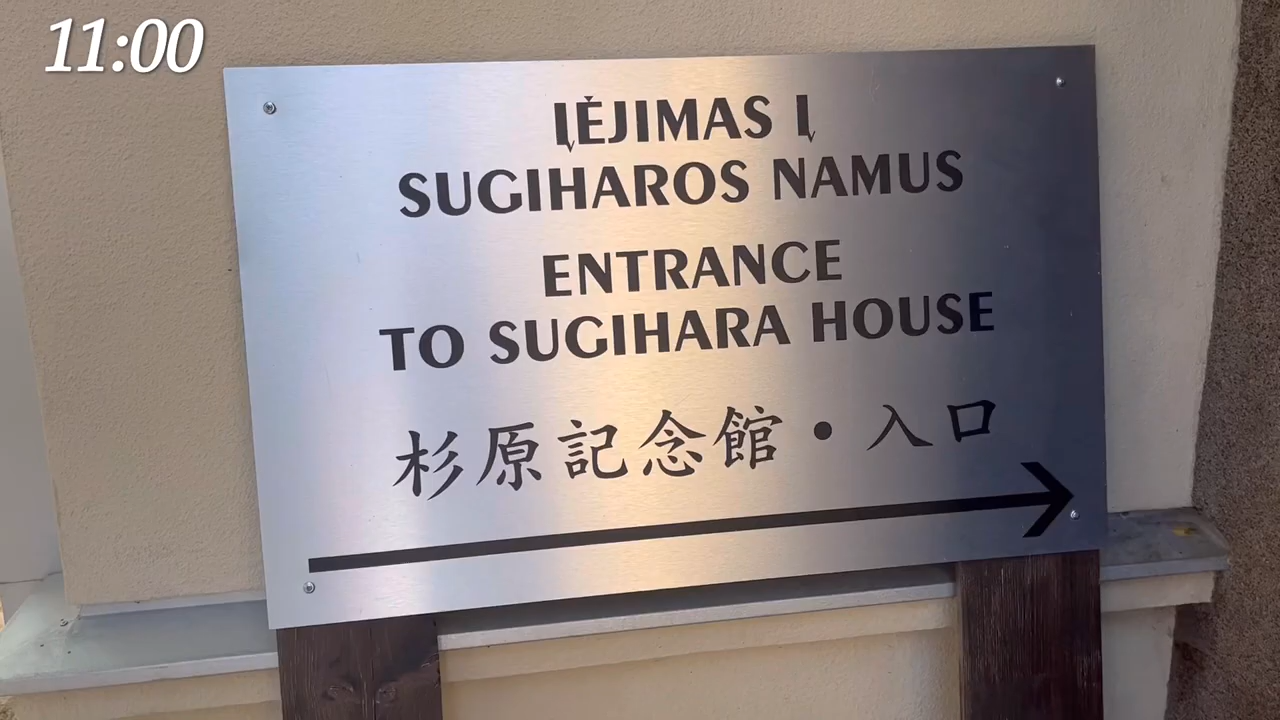 11:00
ĮĖJIMAS Į
SUGIHAROS NAMUS
ENTRANCE
TO SUGIHARA HOUSE
杉原記念館・入口